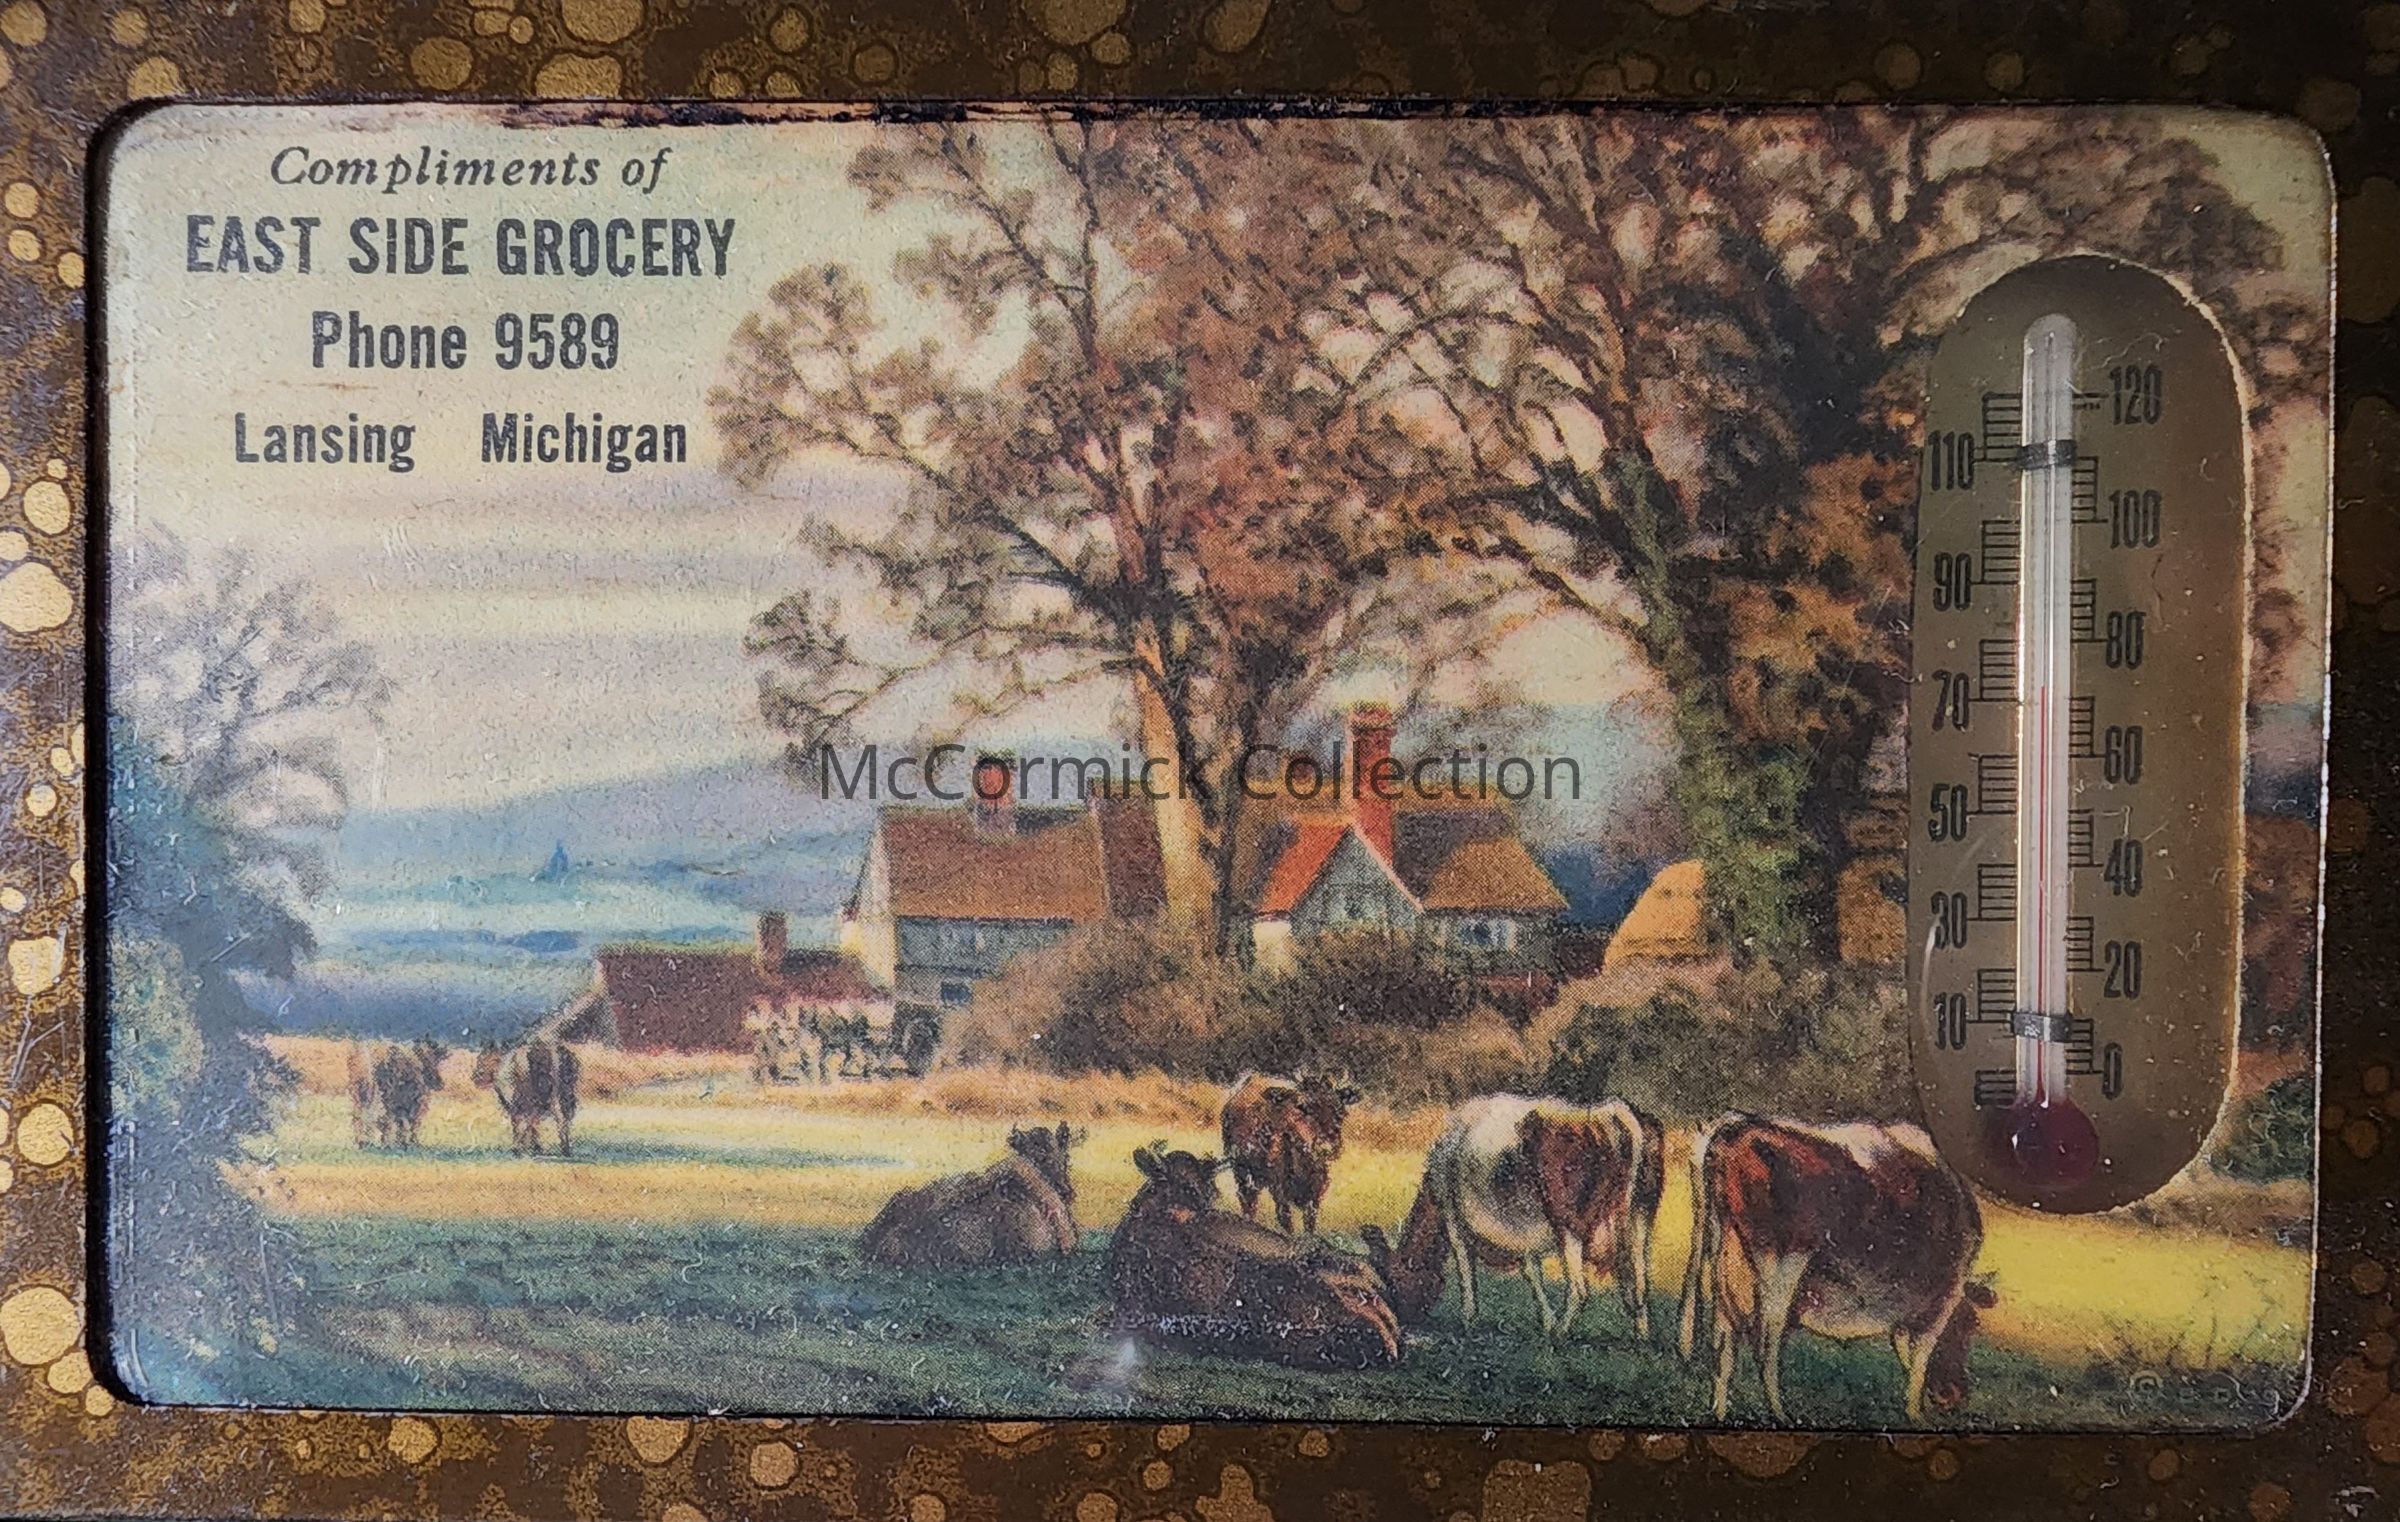 Compliments of
EAST SIDE GROCERY
Phone 9589
Lansing Michigan
McCormick Collection
120
110
100
90
80
70
60
50
40
30
20
10
0